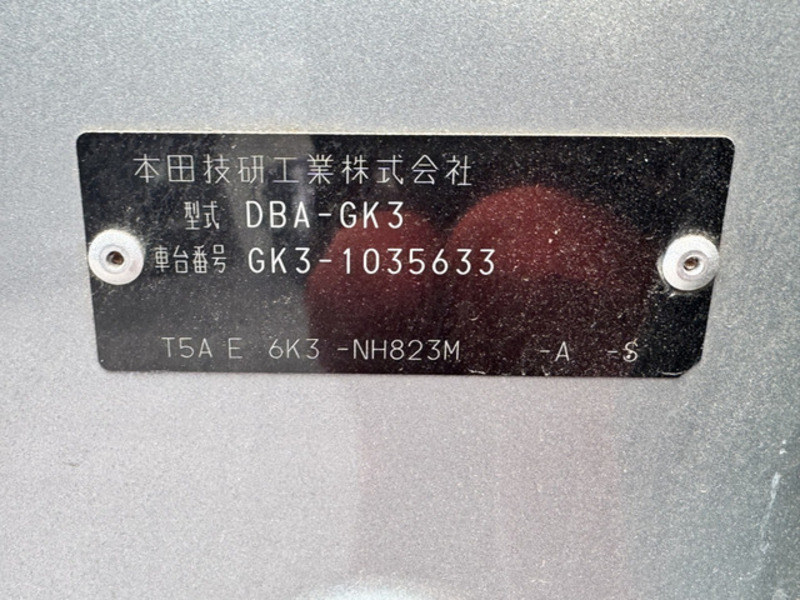 本田技研工業株式会社
型式 DBA-GK3
車台番号 GK3-1035633
T5A E 6K3 -NH823M -A -S